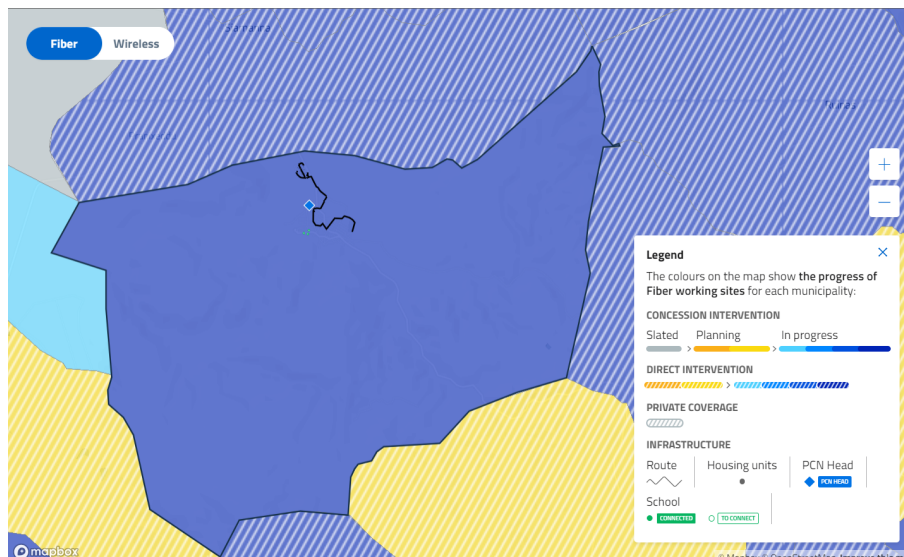 Fiber
Wireless
Siamanna
Legend
The colours on the map show the progress of
Fiber working sites for each municipality:
CONCESSION INTERVENTION
Slated
Planning
In progress
DIRECT INTERVENTION
PRIVATE COVERAGE
INFRASTRUCTURE
Route
Housing units
PCN Head
PCN HEAD
School
CONNECTED
TO CONNECT
mapbox